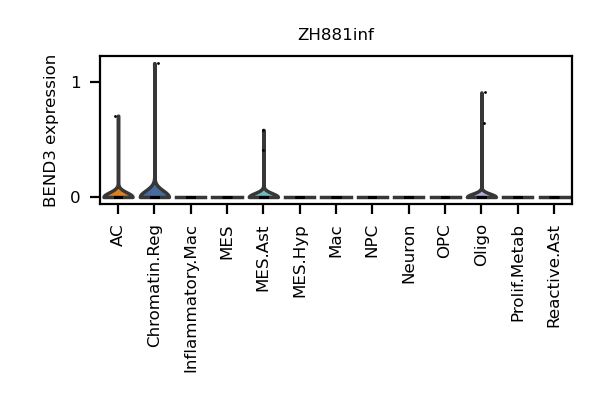 ZH881inf
BEND3 expression
1
0
AC
Chromatin.Reg
Inflammatory.Mac
MES
MES.Ast
MES.Hyp
Mac
NPC
Neuron
OPC
Oligo
Prolif.Metab
Reactive.Ast